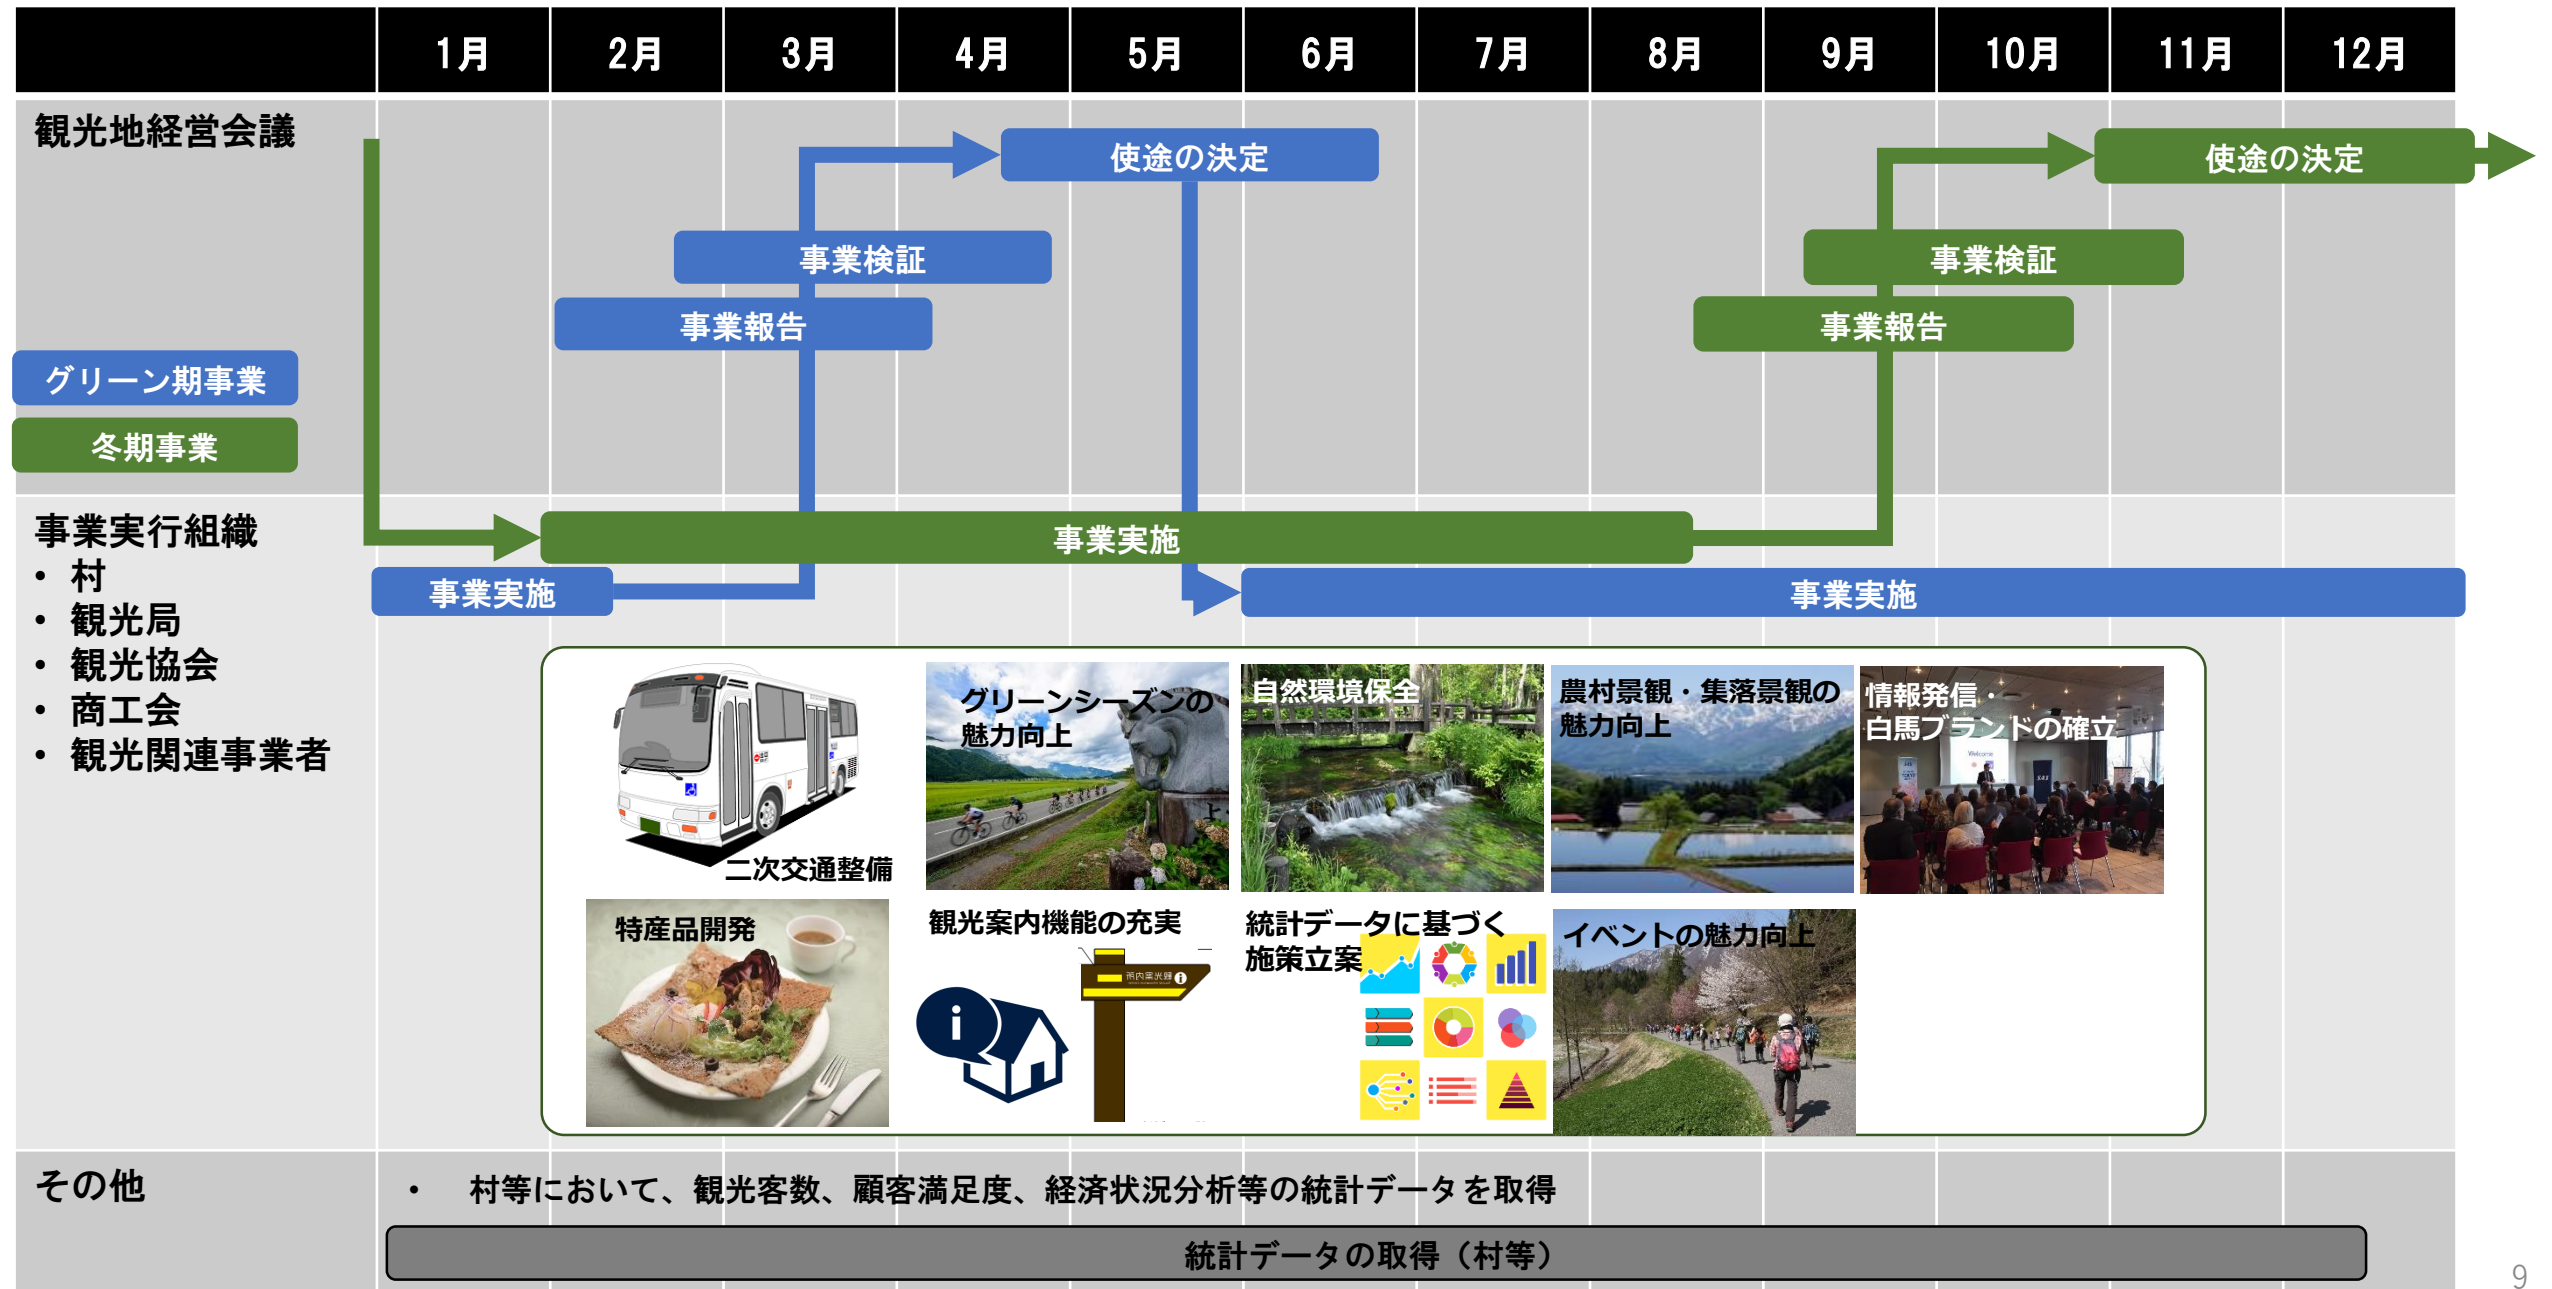 1月 2月 3月 4月 5月 6月 7月 8月 9月 10月 11月 12月
観光地経営会議
使途の決定
使途の決定
事業検証
事業検証
事業報告
事業報告
グリーン期事業
冬期事業
事業実行組織
• 村
• 観光局
• 観光協会
• 商工会
• 観光関連事業者
事業実施
事業実施
事業実施
二次交通整備
グリーンシーズンの
魅力向上
自然環境保全
農村景観・集落景観の
魅力向上
情報発信・
白馬ブランドの確立
Welcome
SAS
特産品開発
観光案内機能の充実
i
統計データに基づく
施策立案
イベントの魅力向上
その他
• 村等において、観光客数、顧客満足度、経済状況分析等の統計データを取得
統計データの取得（村等）
9